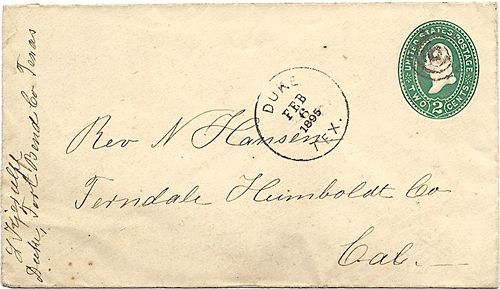 UNITED STATES POSTAGE
TWO 2 CENTS
DUKE
FEB
6
1895
TEX.
Rev N Hansen
Ferndale Humboldt Co
Cal.
Duke, Fort Bend Co Texas